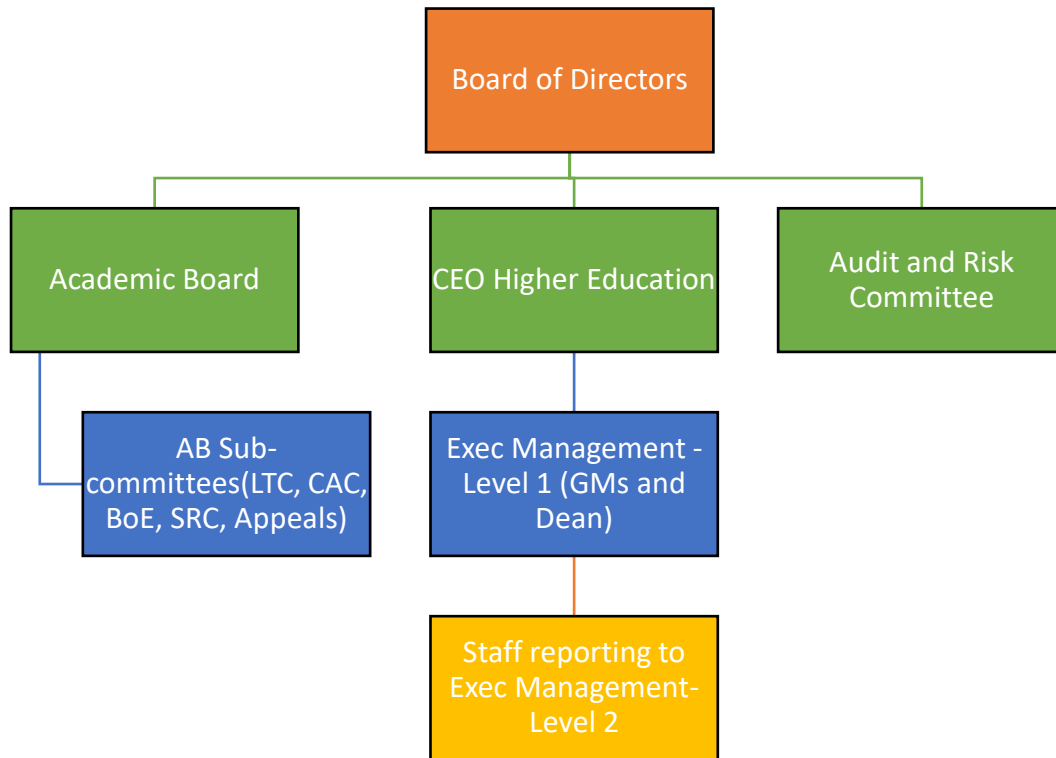 Board of Directors
Academic Board
CEO Higher Education
Audit and Risk
Committee
AB Sub-
committees(LTC, CAC,
BoE, SRC, Appeals)
Exec Management -
Level 1 (GMs and
Dean)
Staff reporting to
Exec Management-
Level 2